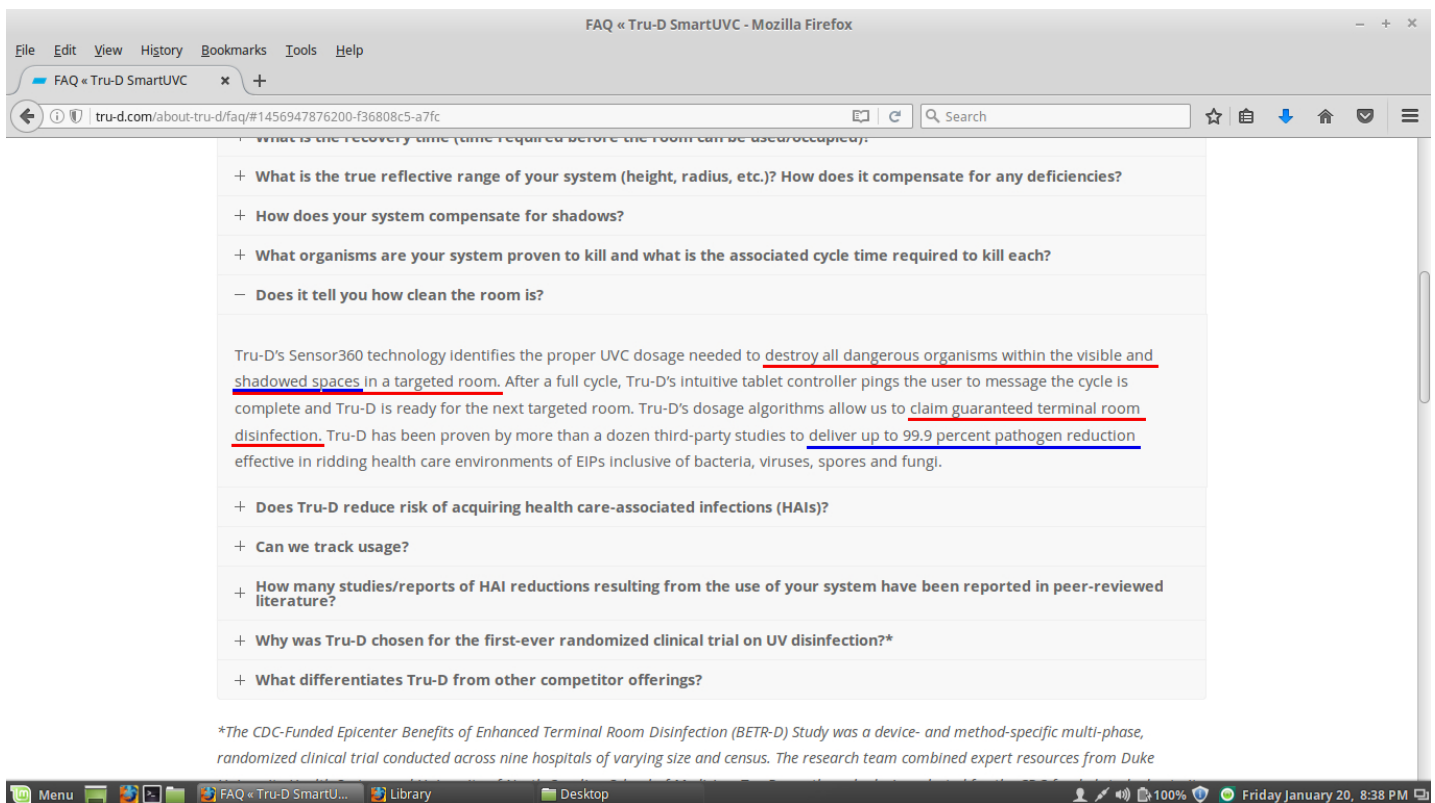 FAQ « Tru-D SmartUVC - Mozilla Firefox
File Edit View History Bookmarks Tools Help
FAQ « Tru-D SmartUVC
tru-d.com/about-tru-d/faq/#1456947876200-f36808c5-a7fc
Search
What is the recovery time (time required before the room can be used/occupied)?
What is the true reflective range of your system (height, radius, etc.)? How does it compensate for any deficiencies?
How does your system compensate for shadows?
What organisms are your system proven to kill and what is the associated cycle time required to kill each?
Does it tell you how clean the room is?
Tru-D's Sensor360 technology identifies the proper UVC dosage needed to destroy all dangerous organisms within the visible and
shadowed spaces in a targeted room. After a full cycle, Tru-D's intuitive tablet controller pings the user to message the cycle is
complete and Tru-D is ready for the next targeted room. Tru-D's dosage algorithms allow us to claim guaranteed terminal room
disinfection. Tru-D has been proven by more than a dozen third-party studies to deliver up to 99.9 percent pathogen reduction
effective in ridding health care environments of EIPs inclusive of bacteria, viruses, spores and fungi.
Does Tru-D reduce risk of acquiring health care-associated infections (HAIs)?
Can we track usage?
How many studies/reports of HAI reductions resulting from the use of your system have been reported in peer-reviewed
literature?
Why was Tru-D chosen for the first-ever randomized clinical trial on UV disinfection?*
What differentiates Tru-D from other competitor offerings?
*The CDC-Funded Epicenter Benefits of Enhanced Terminal Room Disinfection (BETR-D) Study was a device- and method-specific multi-phase,
randomized clinical trial conducted across nine hospitals of varying size and census. The research team combined expert resources from Duke
Menu FAQ « Tru-D SmartU... Library Desktop 100% Friday January 20, 8:38 PM